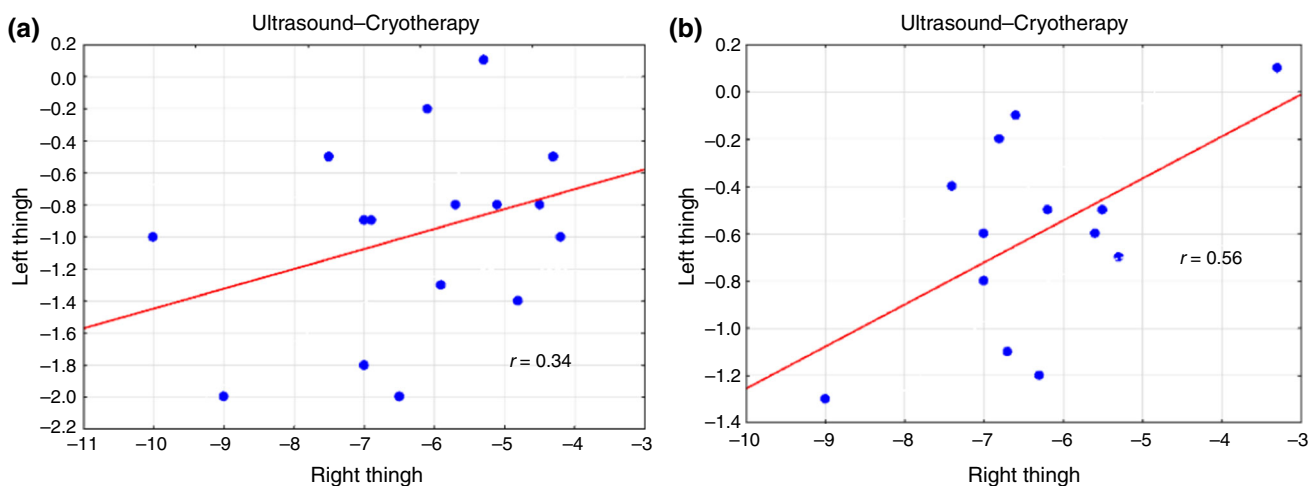 (a)
Ultrasound–Cryotherapy
0.2
0.0
–0.2
–0.4
–0.6
–0.8
–1.0
–1.2
–1.4
–1.6
–1.8
–2.0
–2.2
Left thingh
r = 0.34
–11 –10 –9 –8 –7 –6 –5 –4 –3
Right thingh
(b)
Ultrasound–Cryotherapy
0.2
0.0
–0.2
–0.4
–0.6
–0.8
–1.0
–1.2
–1.4
Left thingh
r = 0.56
–10 –9 –8 –7 –6 –5 –4 –3
Right thingh